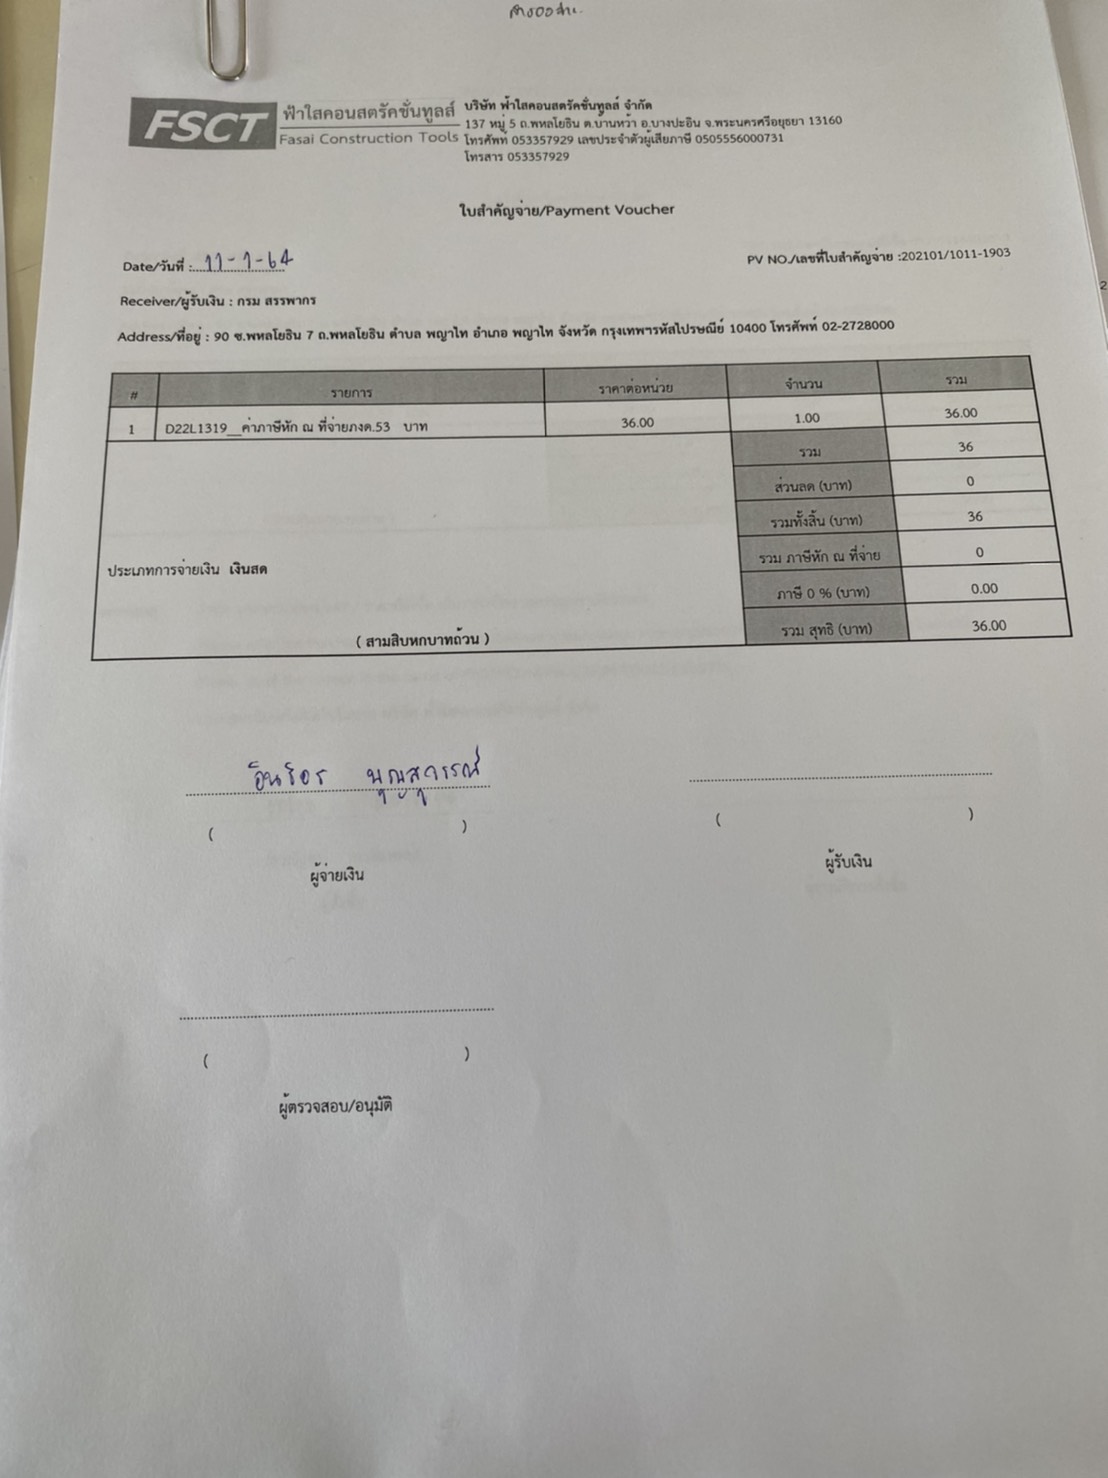 สำรองจ่าย
FSCT
ฟ้าใสคอนสตรัคชั่นทูลส์
Fasai Construction Tools
บริษัท ฟ้าใสคอนสตรัคชั่นทูลส์ จำกัด
137 หมู่ 5 ถ.พหลโยธิน ต.บ้านหว้า อ.บางปะอิน จ.พระนครศรีอยุธยา 13160
โทรศัพท์ 053357929 เลขประจำตัวผู้เสียภาษี 0505556000731
โทรสาร 053357929
ใบสำคัญจ่าย/Payment Voucher
Date/วันที่ : 11-1-64
PV NO./เลขที่ใบสำคัญจ่าย :202101/1011-1903
Receiver/ผู้รับเงิน : กรม สรรพากร
Address/ที่อยู่ : 90 ซ.พหลโยธิน 7 ถ.พหลโยธิน ตำบล พญาไท อำเภอ พญาไท จังหวัด กรุงเทพฯรหัสไปรษณีย์ 10400 โทรศัพท์ 02-2728000
# รายการ ราคาต่อหน่วย จำนวน รวม
1 D22L1319__ค่าภาษีหัก ณ ที่จ่ายภงด.53 บาท 36.00 1.00 36.00
รวม 36
ส่วนลด (บาท) 0
รวมทั้งสิ้น (บาท) 36
รวม ภาษีหัก ณ ที่จ่าย 0
ประเภทการจ่ายเงิน เงินสด
ภาษี 0 % (บาท) 0.00
( สามสิบหกบาทถ้วน )
รวม สุทธิ (บาท) 36.00
อินธิอร บุญสุวรรณ์
( ) ( )
ผู้จ่ายเงิน ผู้รับเงิน
( )
ผู้ตรวจสอบ/อนุมัติ